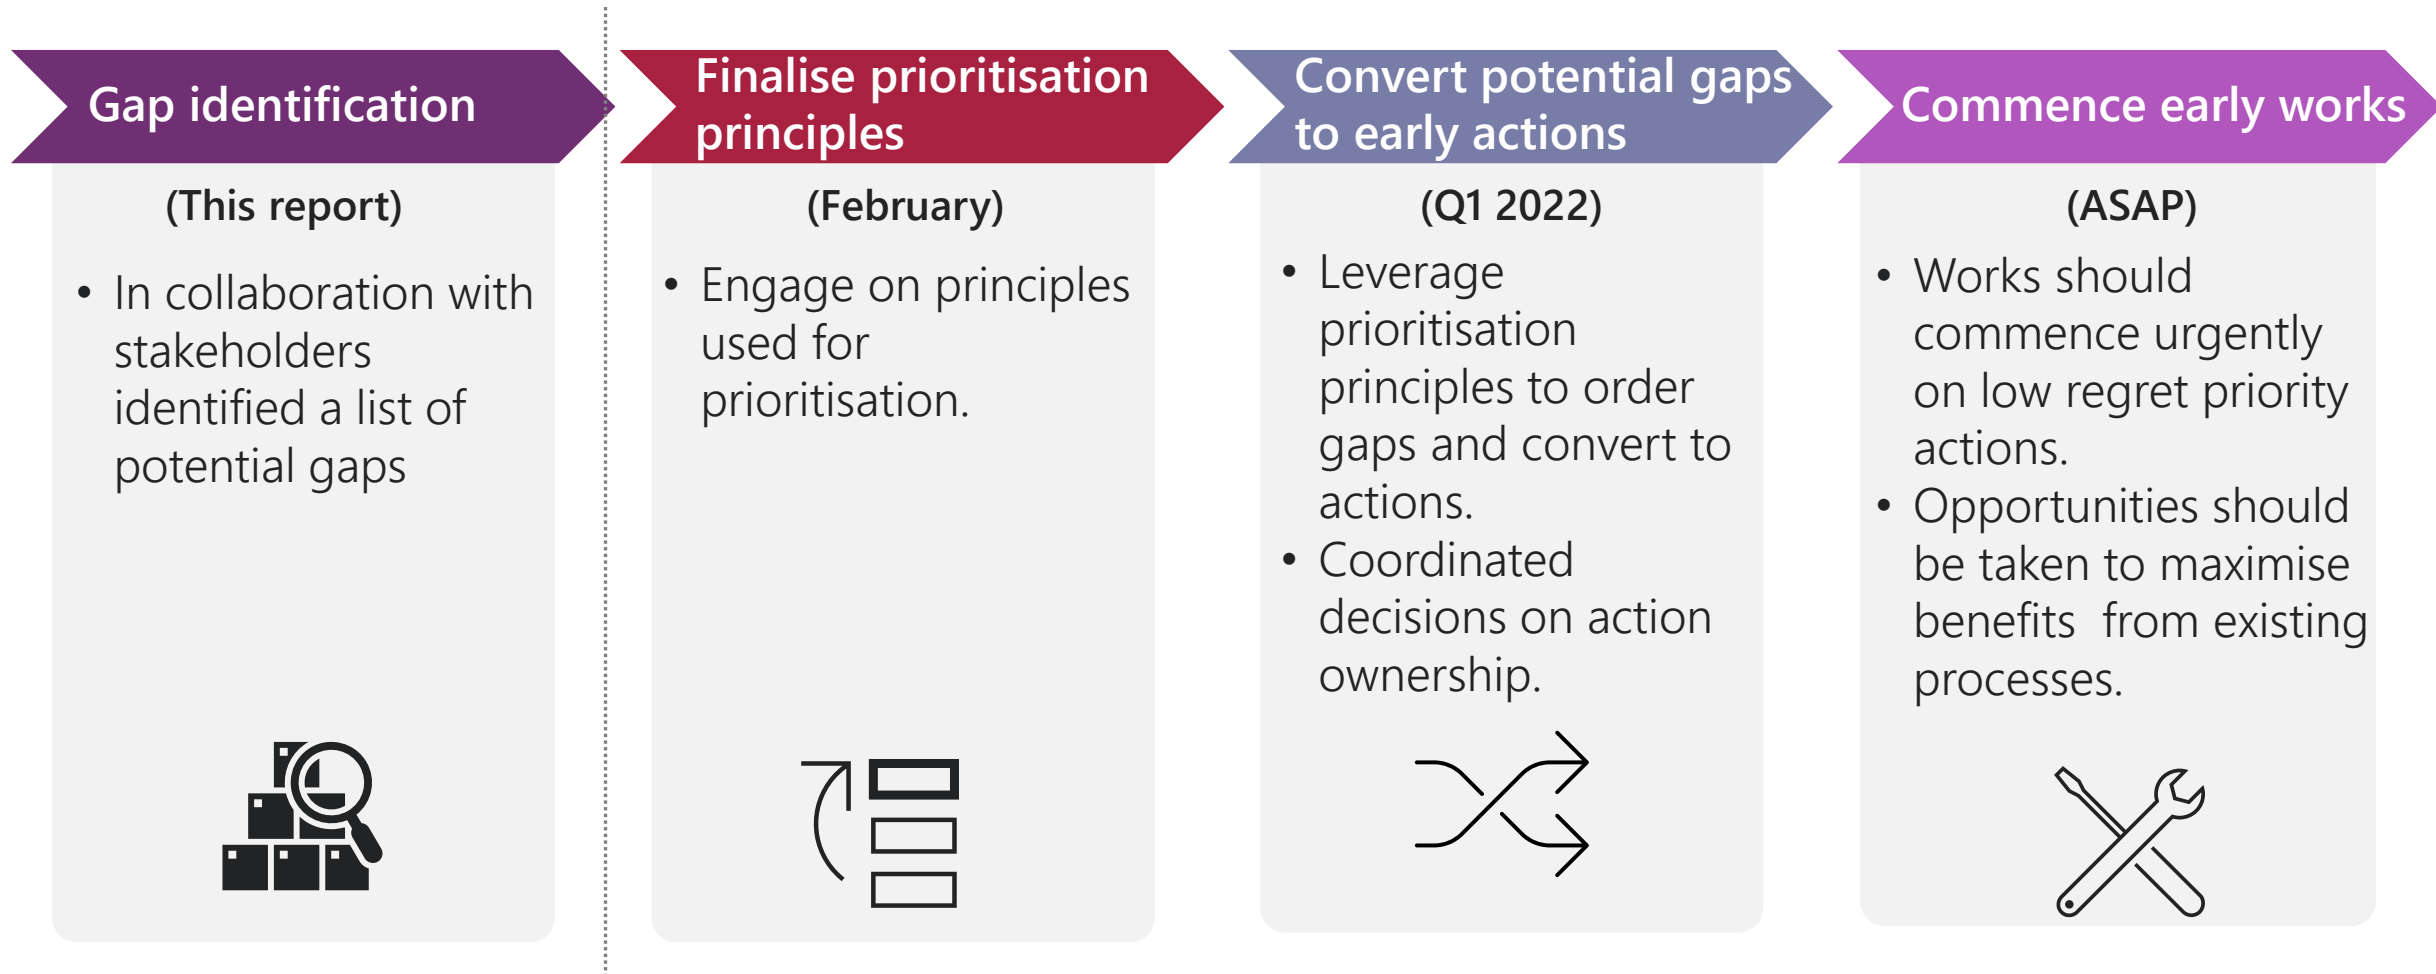 Gap identification
(This report)
• In collaboration with
stakeholders
identified a list of
potential gaps
Finalise prioritisation
principles
(February)
• Engage on principles
used for
prioritisation.
Convert potential gaps
to early actions
(Q1 2022)
• Leverage
prioritisation
principles to order
gaps and convert to
actions.
• Coordinated
decisions on action
ownership.
Commence early works
(ASAP)
• Works should
commence urgently
on low regret priority
actions.
• Opportunities should
be taken to maximise
benefits  from existing
processes.